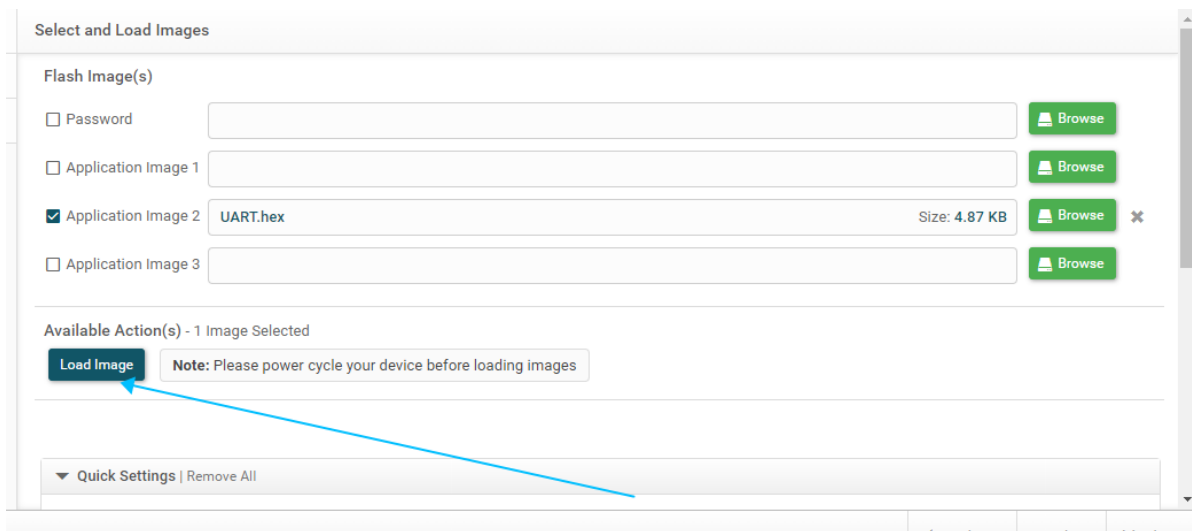 Select and Load Images
Flash Image(s)
Password Browse
Application Image 1 Browse
Application Image 2 UART.hex Size: 4.87 KB Browse
Application Image 3 Browse
Available Action(s) - 1 Image Selected
Load Image Note: Please power cycle your device before loading images
Quick Settings | Remove All